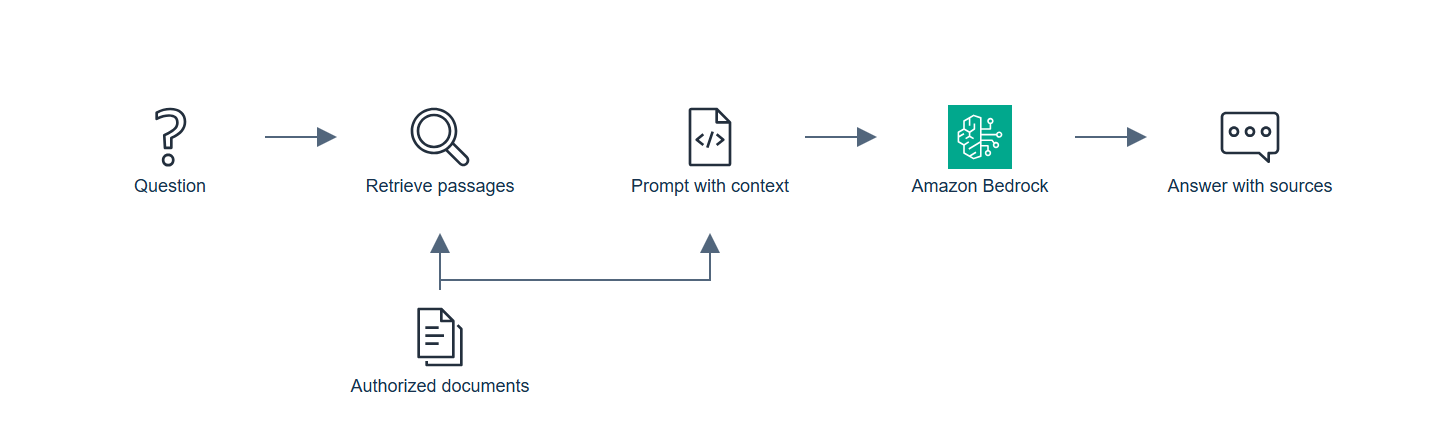 Question
Retrieve passages
Prompt with context
Amazon Bedrock
Answer with sources
Authorized documents